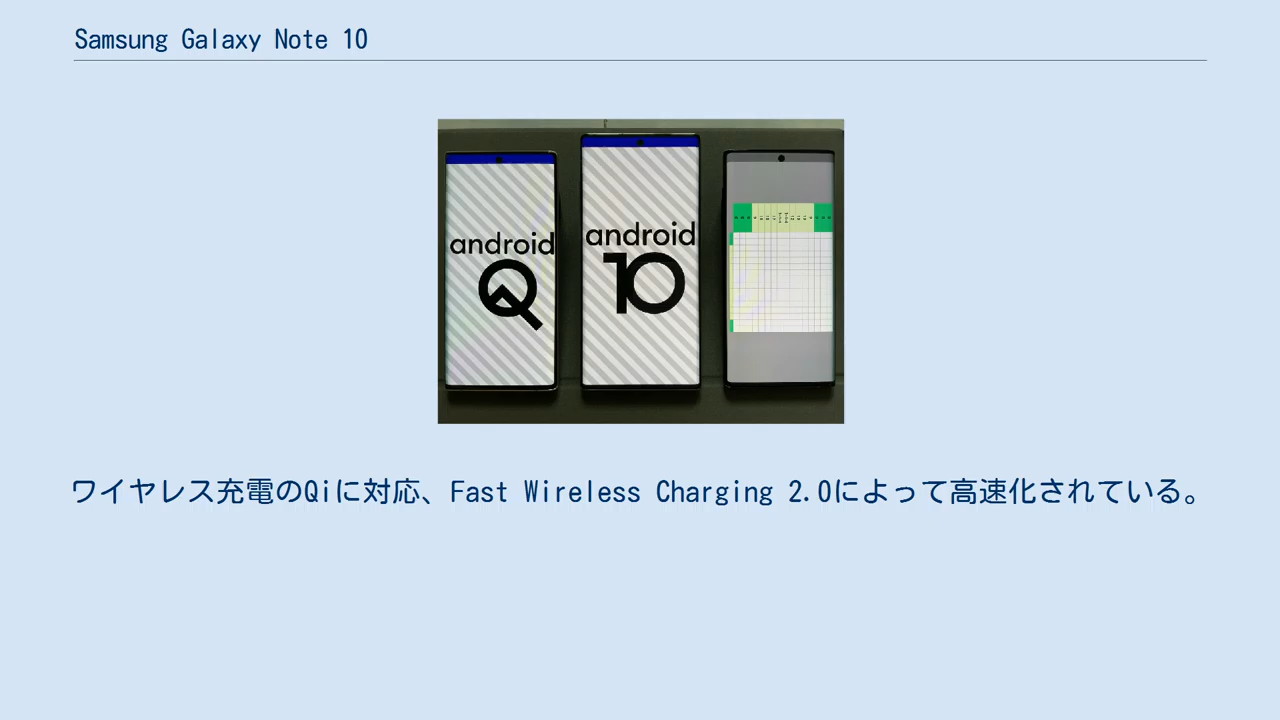 Samsung Galaxy Note 10
android
Q
android
10
ワイヤレス充電のQiに対応、Fast Wireless Charging 2.0によって高速化されている。